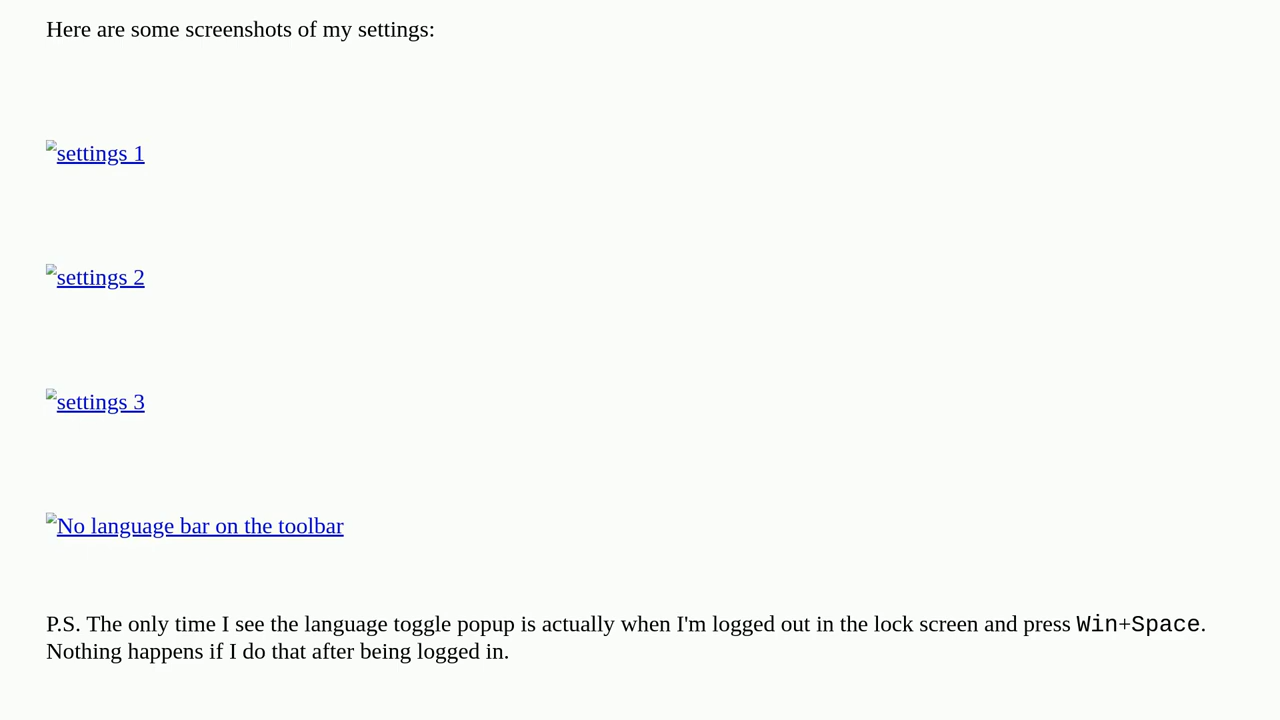 Here are some screenshots of my settings:
settings 1
settings 2
settings 3
No language bar on the toolbar
P.S. The only time I see the language toggle popup is actually when I'm logged out in the lock screen and press Win+Space.
Nothing happens if I do that after being logged in.